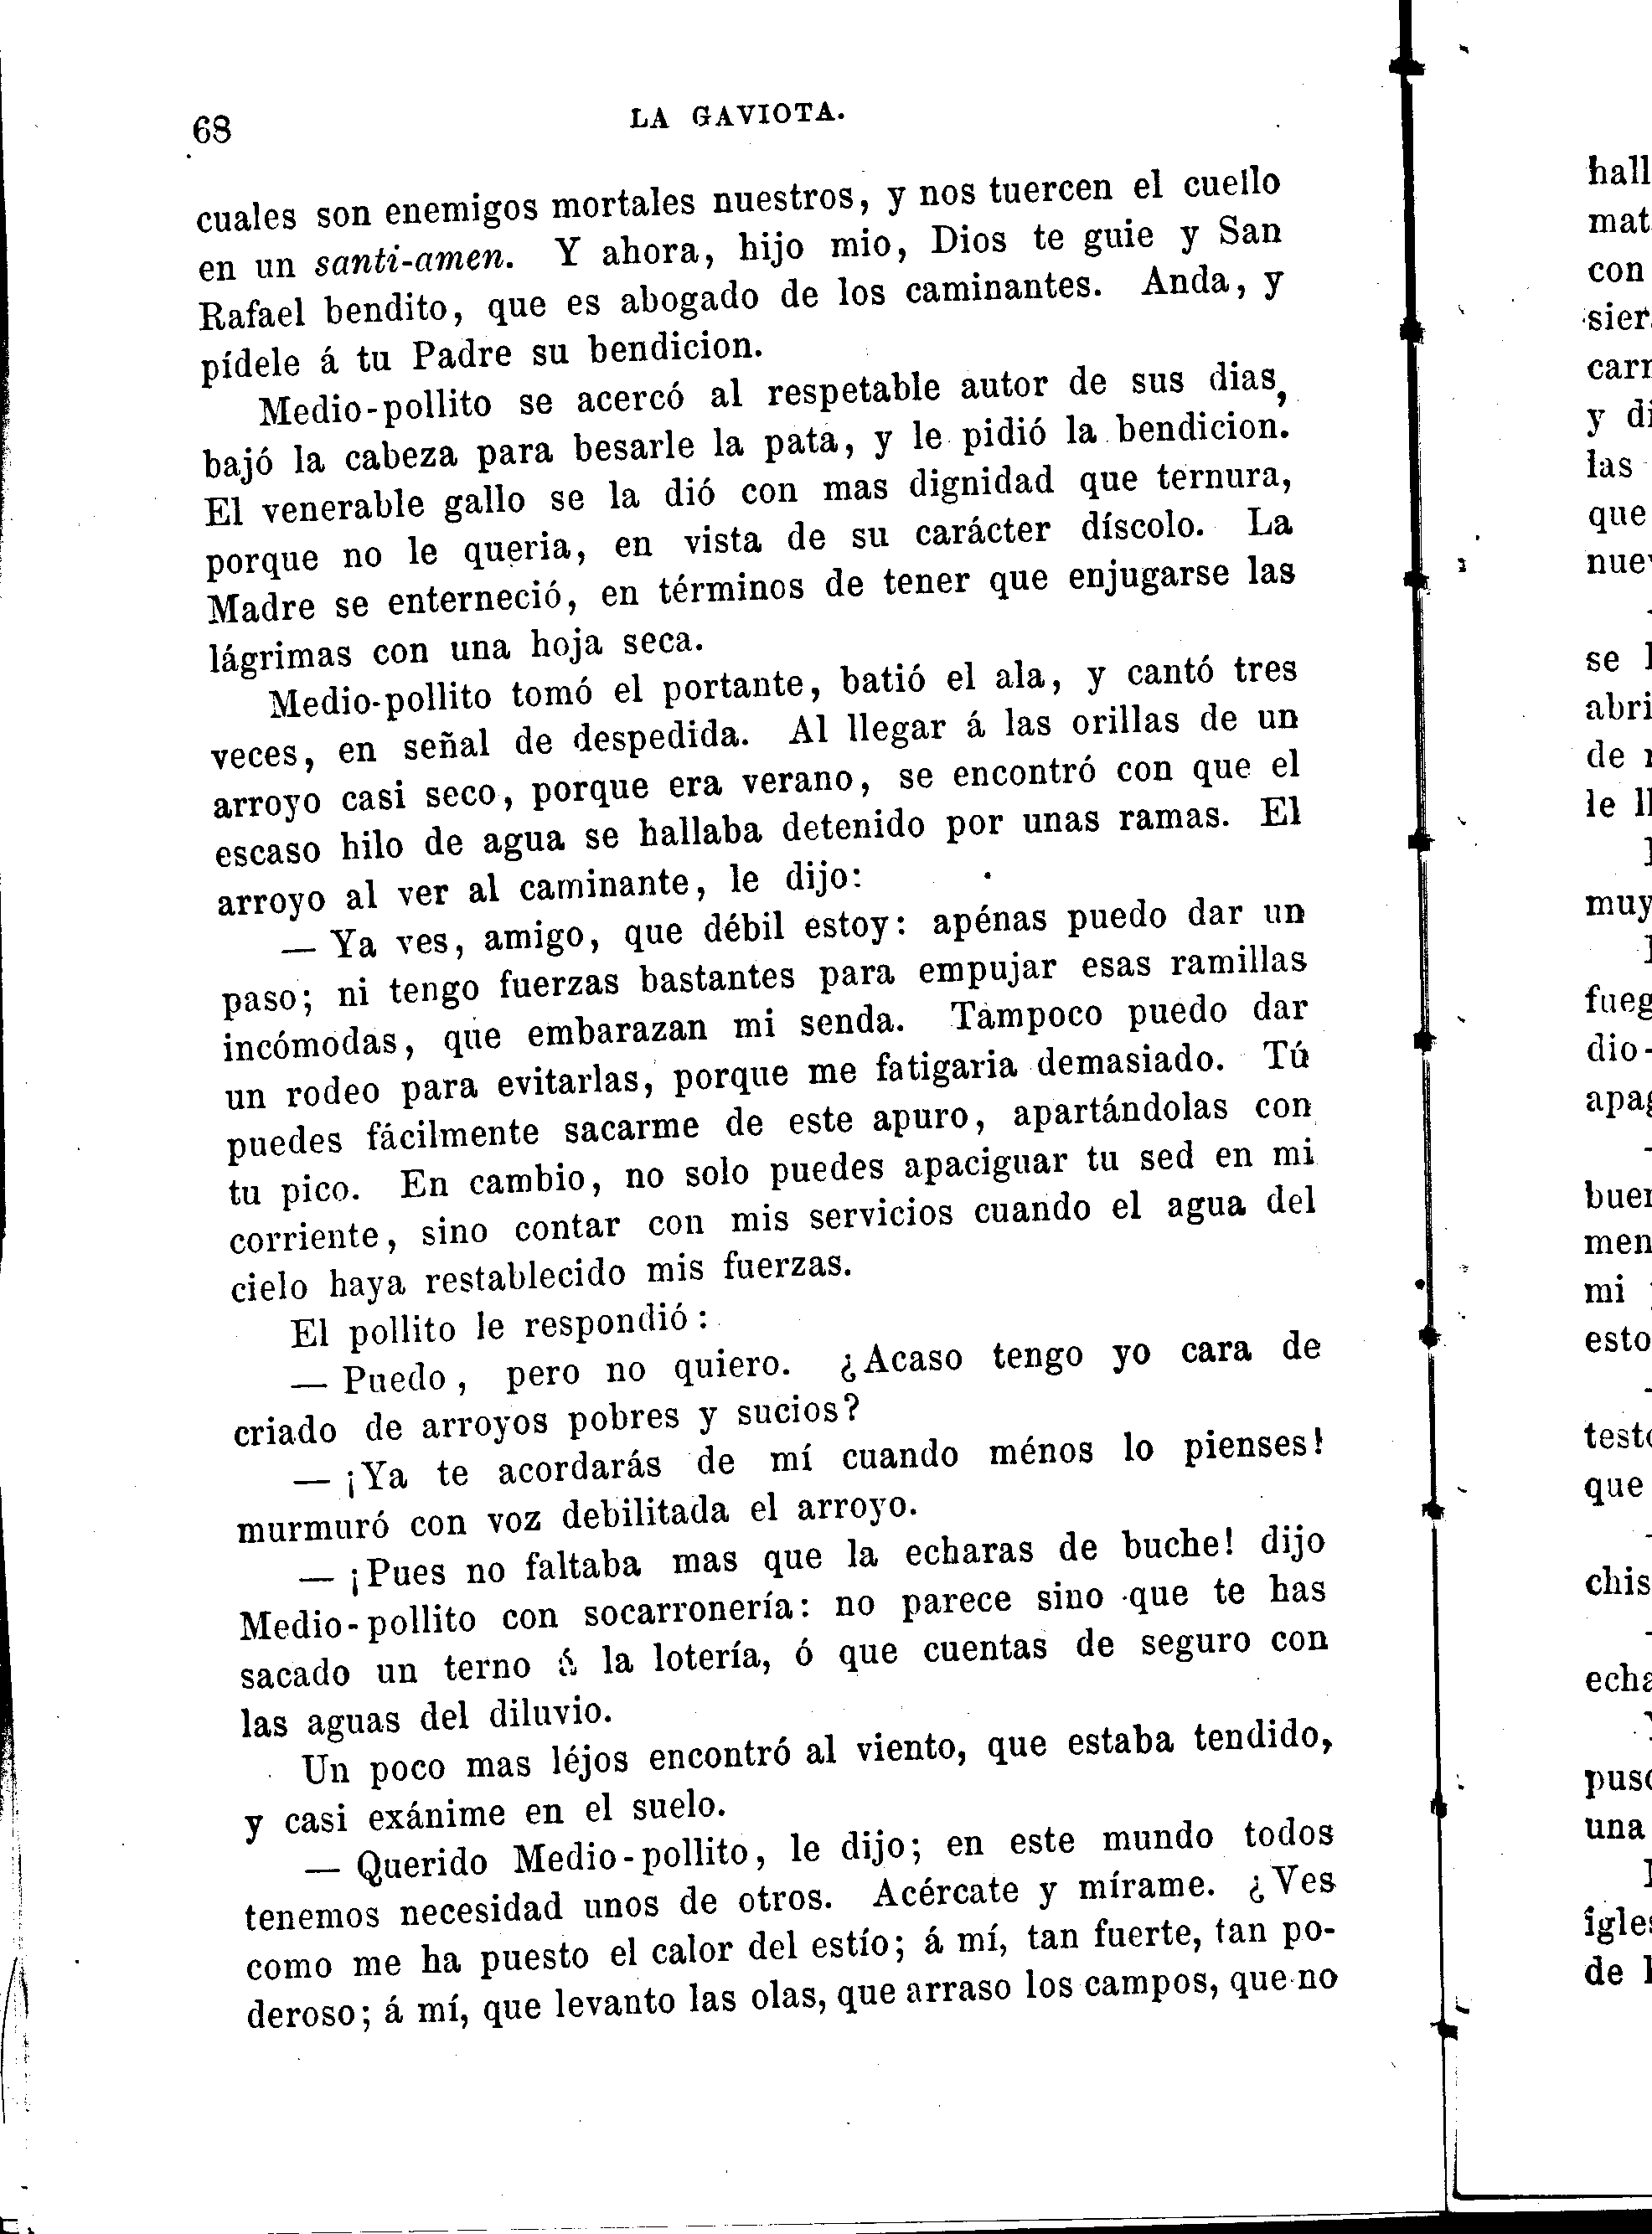 68
LA GAVIOTA.
cuales son enemigos mortales nuestros, y nos tuercen el cuello
en un santi-amen. Y ahora, hijo mio, Dios te guie y San
Rafael bendito, que es abogado de los caminantes. Anda, y
pídele á tu Padre su bendicion.
Medio-pollito se acercó al respetable autor de sus dias,
bajó la cabeza para besarle la pata, y le pidió la bendicion.
El venerable gallo se la dió con mas dignidad que ternura,
porque no le queria, en vista de su carácter díscolo. La
Madre se enterneció, en términos de tener que enjugarse las
lágrimas con una hoja seca.
Medio-pollito tomó el portante, batió el ala, y cantó tres
veces, en señal de despedida. Al llegar á las orillas de un
arroyo casi seco, porque era verano, se encontró con que el
escaso hilo de agua se hallaba detenido por unas ramas. El
arroyo al ver al caminante, le dijo:
— Ya ves, amigo, que débil estoy: apénas puedo dar un
paso; ni tengo fuerzas bastantes para empujar esas ramillas
incómodas, que embarazan mi senda. Tampoco puedo dar
un rodeo para evitarlas, porque me fatigaria demasiado. Tú
puedes fácilmente sacarme de este apuro, apartándolas con
tu pico. En cambio, no solo puedes apaciguar tu sed en mi
corriente, sino contar con mis servicios cuando el agua del
cielo haya restablecido mis fuerzas.
El pollito le respondió:
— Puedo, pero no quiero. ¿Acaso tengo yo cara de
criado de arroyos pobres y sucios?
— ¡Ya te acordarás de mí cuando ménos lo pienses!
murmuró con voz debilitada el arroyo.
— ¡Pues no faltaba mas que la echaras de buche! dijo
Medio-pollito con socarronería: no parece sino que te has
sacado un terno á la lotería, ó que cuentas de seguro con
las aguas del diluvio.
Un poco mas léjos encontró al viento, que estaba tendido,
y casi exánime en el suelo.
— Querido Medio-pollito, le dijo; en este mundo todos
tenemos necesidad unos de otros. Acércate y mírame. ¿Ves
como me ha puesto el calor del estío; á mí, tan fuerte, tan po-
deroso; á mí, que levanto las olas, que arraso los campos, que no
hall
mat
con
sier
carr
y di
las
que
nue
se
abri
de
le ll
muy
fueg
dio-
apag
buer
men
mi
esto
testo
que
chis
echa
puso
una
igles
de